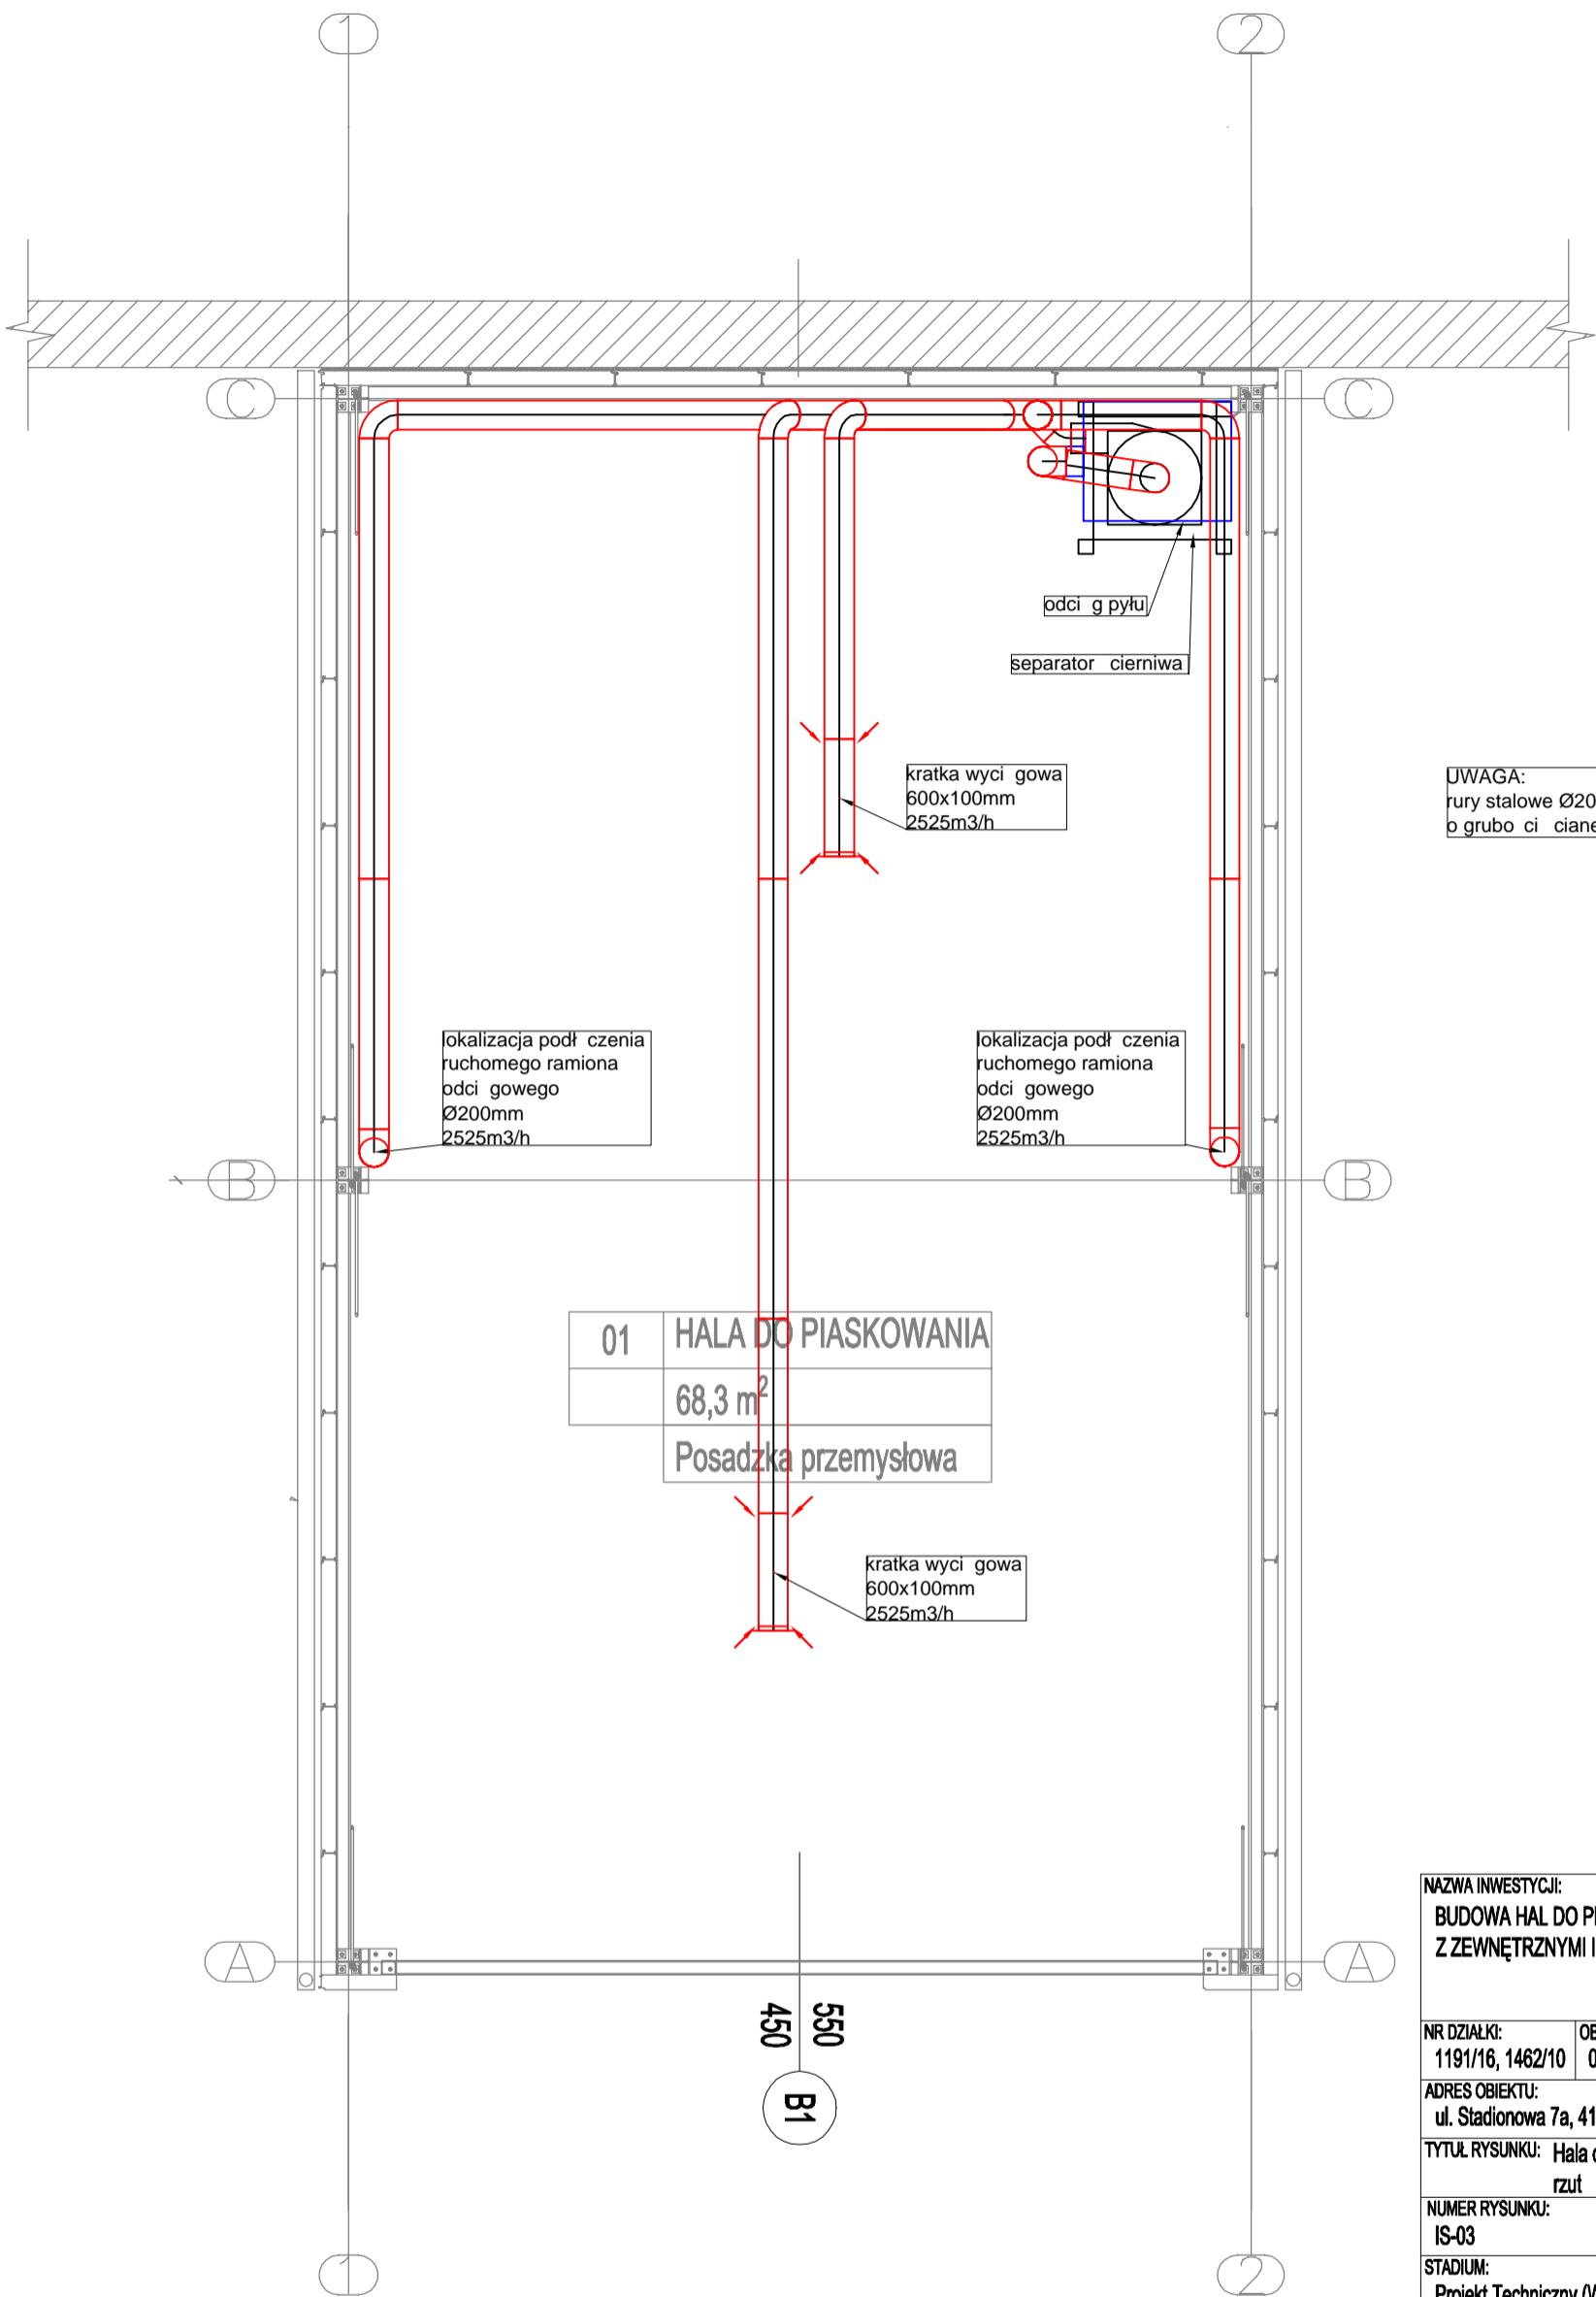 1
2
C
C
odci g pyłu
separator cierniwa
kratka wyci gowa
600x100mm
2525m3/h
UWAGA:
rury stalowe Ø20
o grubo ci ciane
lokalizacja podł czenia
ruchomego ramiona
odci gowego
Ø200mm
2525m3/h
lokalizacja podł czenia
ruchomego ramiona
odci gowego
Ø200mm
2525m3/h
B
B
01
HALA DO PIASKOWANIA
68,3 m²
Posadzka przemysłowa
kratka wyci gowa
600x100mm
2525m3/h
A
A
550
450
B1
1
2
NAZWA INWESTYCJI:
BUDOWA HAL DO P
Z ZEWNĘTRZNYMI I
NR DZIAŁKI:
1191/16, 1462/10
OB
0
ADRES OBIEKTU:
ul. Stadionowa 7a, 41
TYTUŁ RYSUNKU: Hala
rzut
NUMER RYSUNKU:
IS-03
STADIUM:
Projekt Techniczny